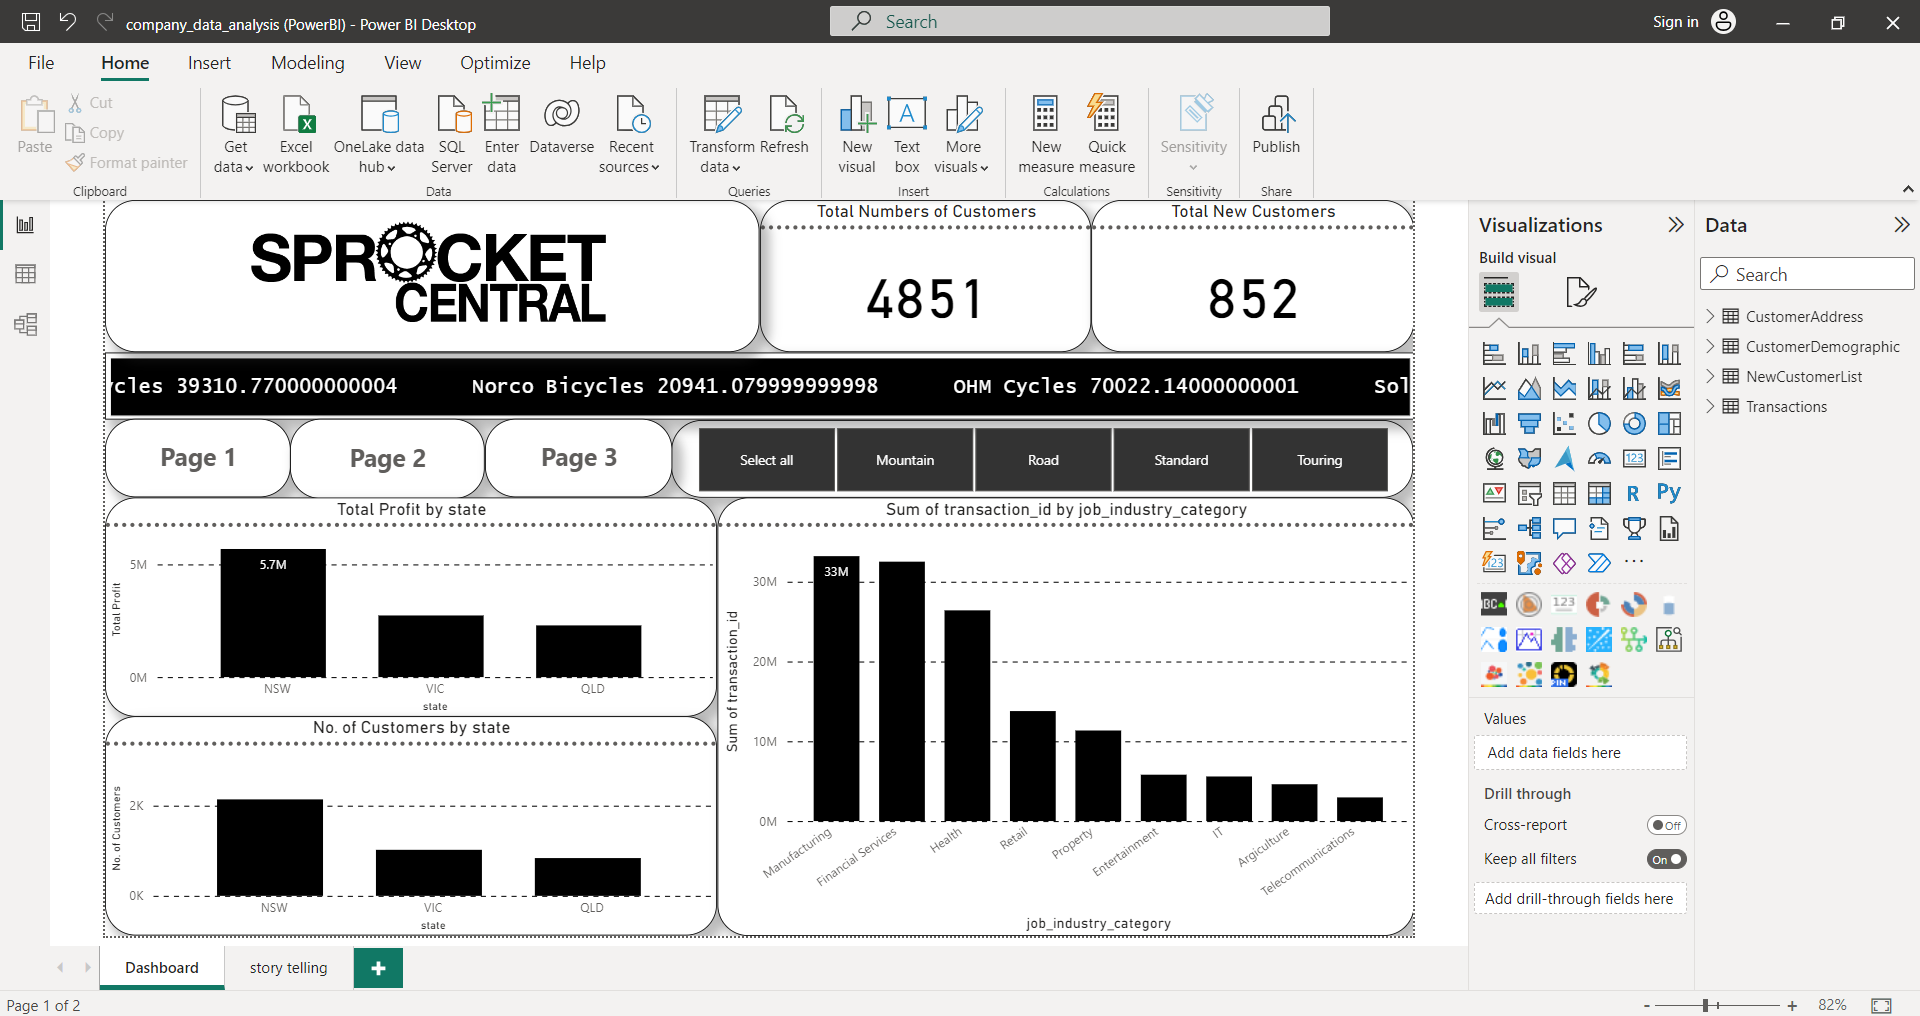 company_data_analysis (PowerBI) - Power BI Desktop
Search
Sign in
File
Home
Insert
Modeling
View
Optimize
Help
Paste
Cut
Copy
Format painter
Clipboard
Get data
Excel workbook
OneLake data hub
SQL Server
Enter data
Dataverse
Recent sources
Data
Transform data
Refresh
Queries
New visual
Text box
More visuals
Insert
New measure
Quick measure
Calculations
Sensitivity
Sensitivity
Publish
Share
SPROCKET
CENTRAL
Total Numbers of Customers
4851
Total New Customers
852
ycles 39310.770000000004 Norco Bicycles 20941.079999999998 OHM Cycles 70022.14000000001 Sol
Page 1
Page 2
Page 3
Select all
Mountain
Road
Standard
Touring
Total Profit by state
Total Profit
5M
0M
5.7M
NSW
VIC
QLD
state
No. of Customers by state
No. of Customers
2K
0K
NSW
VIC
QLD
state
Sum of transaction_id by job_industry_category
Sum of transaction_id
30M
20M
10M
0M
33M
Manufacturing
Financial Services
Health
Retail
Property
Entertainment
IT
Argiculture
Telecommunications
job_industry_category
Visualizations
Build visual
123
R
Py
123
BC
123
IN
Values
Add data fields here
Drill through
Cross-report
Off
Keep all filters
On
Add drill-through fields here
Data
Search
CustomerAddress
CustomerDemographic
NewCustomerList
Transactions
Dashboard
story telling
Page 1 of 2
82%